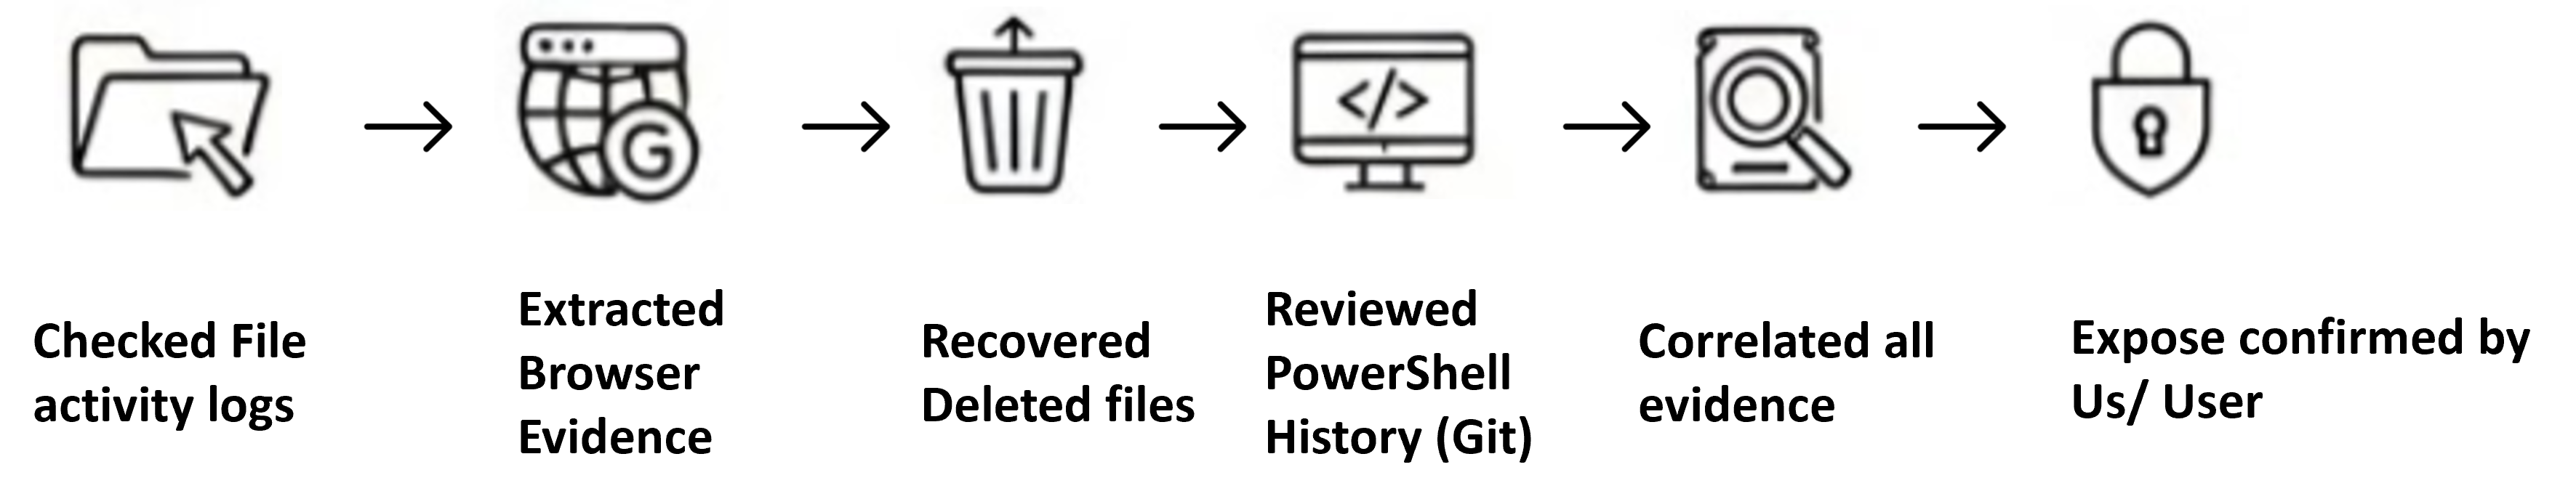 G
</>
Checked File
activity logs
Extracted
Browser
Evidence
Recovered
Deleted files
Reviewed
PowerShell
History (Git)
Correlated all
evidence
Expose confirmed by
Us/ User